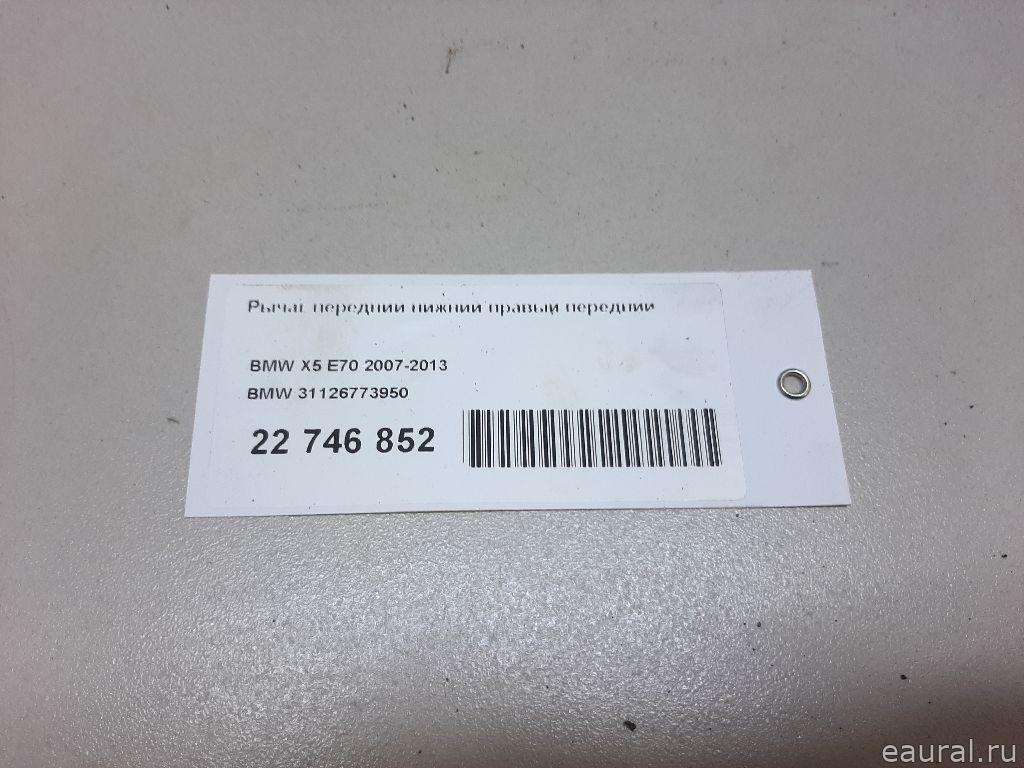 Рычаг передний нижний правый передний
BMW X5 E70 2007-2013
BMW 31126773950
22 746 852
eaural.ru